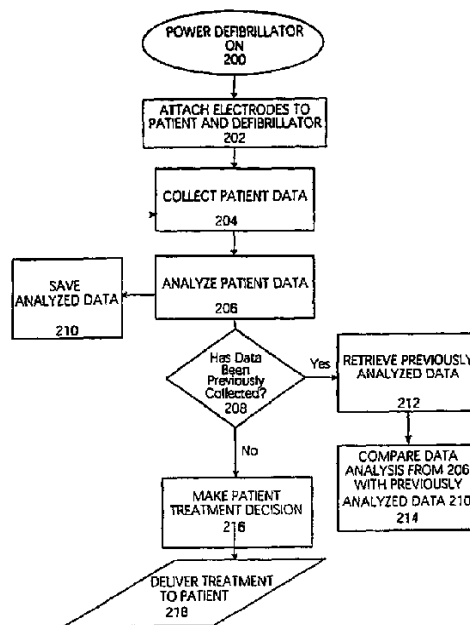 POWER DEFIBRILLATOR
ON
200
ATTACH ELECTRODES TO
PATIENT AND DEFIBRILLATOR
202
COLLECT PATIENT DATA
204
ANALYZE PATIENT DATA
206
SAVE
ANALYZED DATA
210
Has Data
Been
Previously
Collected?
208
Yes
RETRIEVE PREVIOUSLY
ANALYZED DATA
212
COMPARE DATA
ANALYSIS FROM 206
WITH PREVIOUSLY
ANALYZED DATA 210
214
No
MAKE PATIENT
TREATMENT DECISION
216
DELIVER TREATMENT
TO PATIENT
218